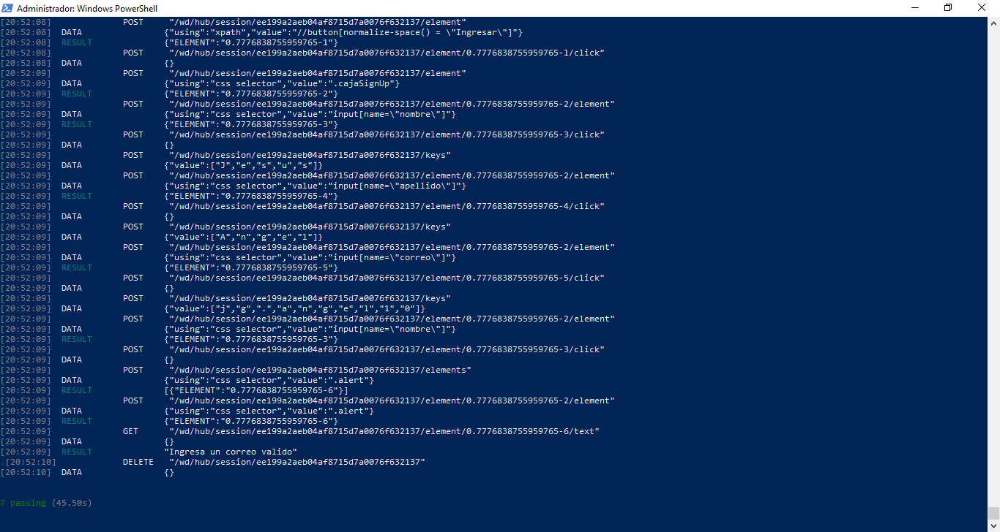 Administrador: Windows PowerShell
[20:52:08] POST "/wd/hub/session/ee199a2aeb04af8715d7a0076f632137/element"
[20:52:08] DATA {"using":"xpath","value":"//button[normalize-space() = \"Ingresar\"]"}
[20:52:08] RESULT {"ELEMENT":"0.7776838755959765-1"}
[20:52:08] POST "/wd/hub/session/ee199a2aeb04af8715d7a0076f632137/element/0.7776838755959765-1/click"
[20:52:08] DATA {}
[20:52:09] POST "/wd/hub/session/ee199a2aeb04af8715d7a0076f632137/element"
[20:52:09] DATA {"using":"css selector","value":".cajaSignUp"}
[20:52:09] RESULT {"ELEMENT":"0.7776838755959765-2"}
[20:52:09] POST "/wd/hub/session/ee199a2aeb04af8715d7a0076f632137/element/0.7776838755959765-2/element"
[20:52:09] DATA {"using":"css selector","value":"input[name=\"nombre\"]"}
[20:52:09] RESULT {"ELEMENT":"0.7776838755959765-3"}
[20:52:09] POST "/wd/hub/session/ee199a2aeb04af8715d7a0076f632137/element/0.7776838755959765-3/click"
[20:52:09] DATA {}
[20:52:09] POST "/wd/hub/session/ee199a2aeb04af8715d7a0076f632137/keys"
[20:52:09] DATA {"value":["J","e","s","u","s"]}
[20:52:09] POST "/wd/hub/session/ee199a2aeb04af8715d7a0076f632137/element/0.7776838755959765-2/element"
[20:52:09] DATA {"using":"css selector","value":"input[name=\"apellido\"]"}
[20:52:09] RESULT {"ELEMENT":"0.7776838755959765-4"}
[20:52:09] POST "/wd/hub/session/ee199a2aeb04af8715d7a0076f632137/element/0.7776838755959765-4/click"
[20:52:09] DATA {}
[20:52:09] POST "/wd/hub/session/ee199a2aeb04af8715d7a0076f632137/keys"
[20:52:09] DATA {"value":["A","n","g","e","l"]}
[20:52:09] POST "/wd/hub/session/ee199a2aeb04af8715d7a0076f632137/element/0.7776838755959765-2/element"
[20:52:09] DATA {"using":"css selector","value":"input[name=\"correo\"]"}
[20:52:09] RESULT {"ELEMENT":"0.7776838755959765-5"}
[20:52:09] POST "/wd/hub/session/ee199a2aeb04af8715d7a0076f632137/element/0.7776838755959765-5/click"
[20:52:09] DATA {}
[20:52:09] POST "/wd/hub/session/ee199a2aeb04af8715d7a0076f632137/keys"
[20:52:09] DATA {"value":["j","g",".","a","n","g","e","l","1","0"]}
[20:52:09] POST "/wd/hub/session/ee199a2aeb04af8715d7a0076f632137/element/0.7776838755959765-2/element"
[20:52:09] DATA {"using":"css selector","value":"input[name=\"nombre\"]"}
[20:52:09] RESULT {"ELEMENT":"0.7776838755959765-3"}
[20:52:09] POST "/wd/hub/session/ee199a2aeb04af8715d7a0076f632137/element/0.7776838755959765-3/click"
[20:52:09] DATA {}
[20:52:09] POST "/wd/hub/session/ee199a2aeb04af8715d7a0076f632137/elements"
[20:52:09] DATA {"using":"css selector","value":".alert"}
[20:52:09] RESULT [{"ELEMENT":"0.7776838755959765-6"}]
[20:52:09] POST "/wd/hub/session/ee199a2aeb04af8715d7a0076f632137/element/0.7776838755959765-2/element"
[20:52:09] DATA {"using":"css selector","value":".alert"}
[20:52:09] RESULT {"ELEMENT":"0.7776838755959765-6"}
[20:52:09] GET "/wd/hub/session/ee199a2aeb04af8715d7a0076f632137/element/0.7776838755959765-6/text"
[20:52:09] DATA {}
[20:52:09] RESULT "Ingresa un correo valido"
.[20:52:10] DELETE "/wd/hub/session/ee199a2aeb04af8715d7a0076f632137"
[20:52:10] DATA {}
7 passing (45.50s)